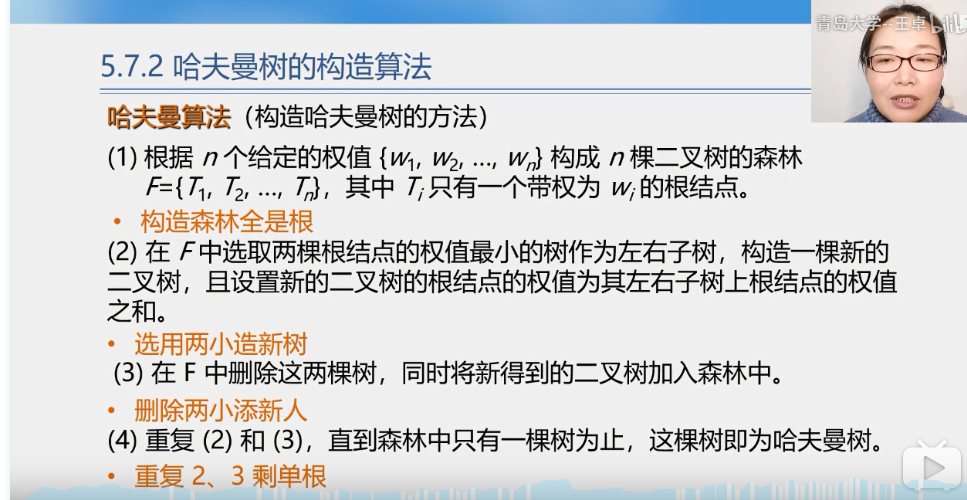 青岛大学-王卓
bilibili
5.7.2 哈夫曼树的构造算法
哈夫曼算法（构造哈夫曼树的方法）
(1) 根据 n 个给定的权值 {w1, w2, ..., wn} 构成 n 棵二叉树的森林
F={T1, T2, ..., Tn}，其中 Ti 只有一个带权为 wi 的根结点。
• 构造森林全是根
(2) 在 F 中选取两棵根结点的权值最小的树作为左右子树，构造一棵新的
二叉树，且设置新的二叉树的根结点的权值为其左右子树上根结点的权值
之和。
• 选用两小造新树
(3) 在 F 中删除这两棵树，同时将新得到的二叉树加入森林中。
• 删除两小添新人
(4) 重复 (2) 和 (3)，直到森林中只有一棵树为止，这棵树即为哈夫曼树。
• 重复 2、3 剩单根